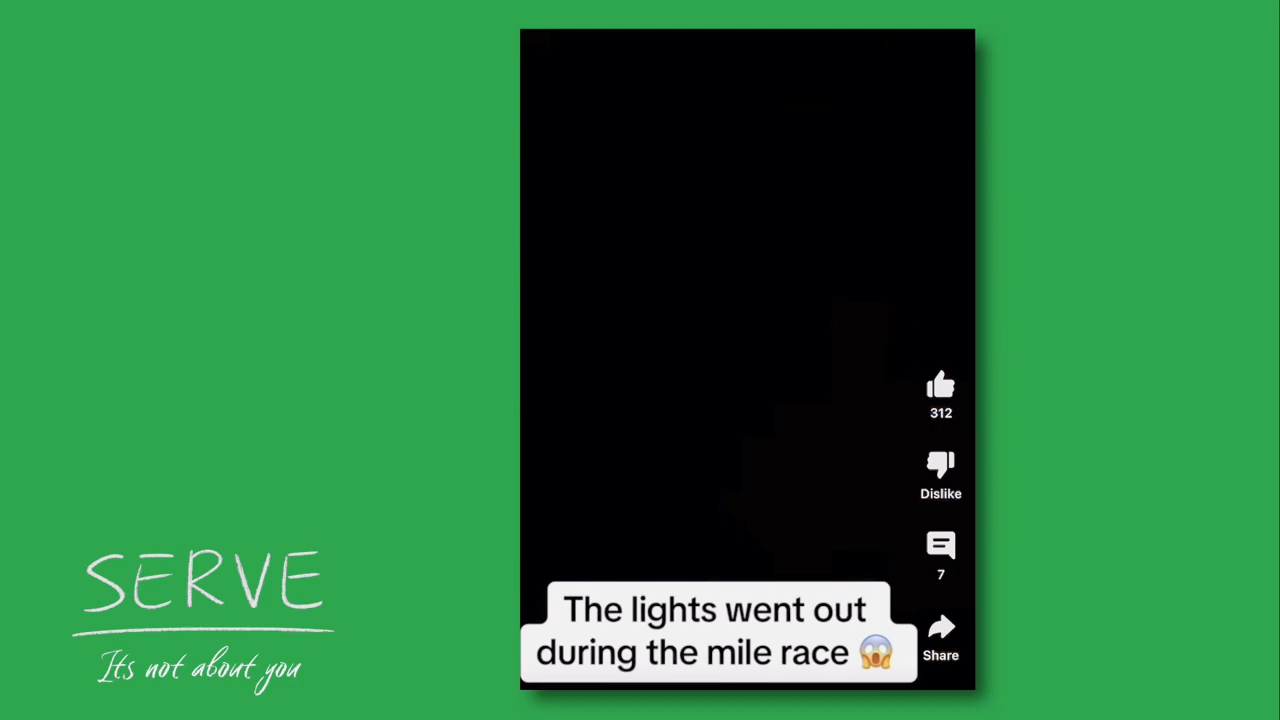 SERVE
Its not about you
312
Dislike
7
Share
The lights went out
during the mile race 😱